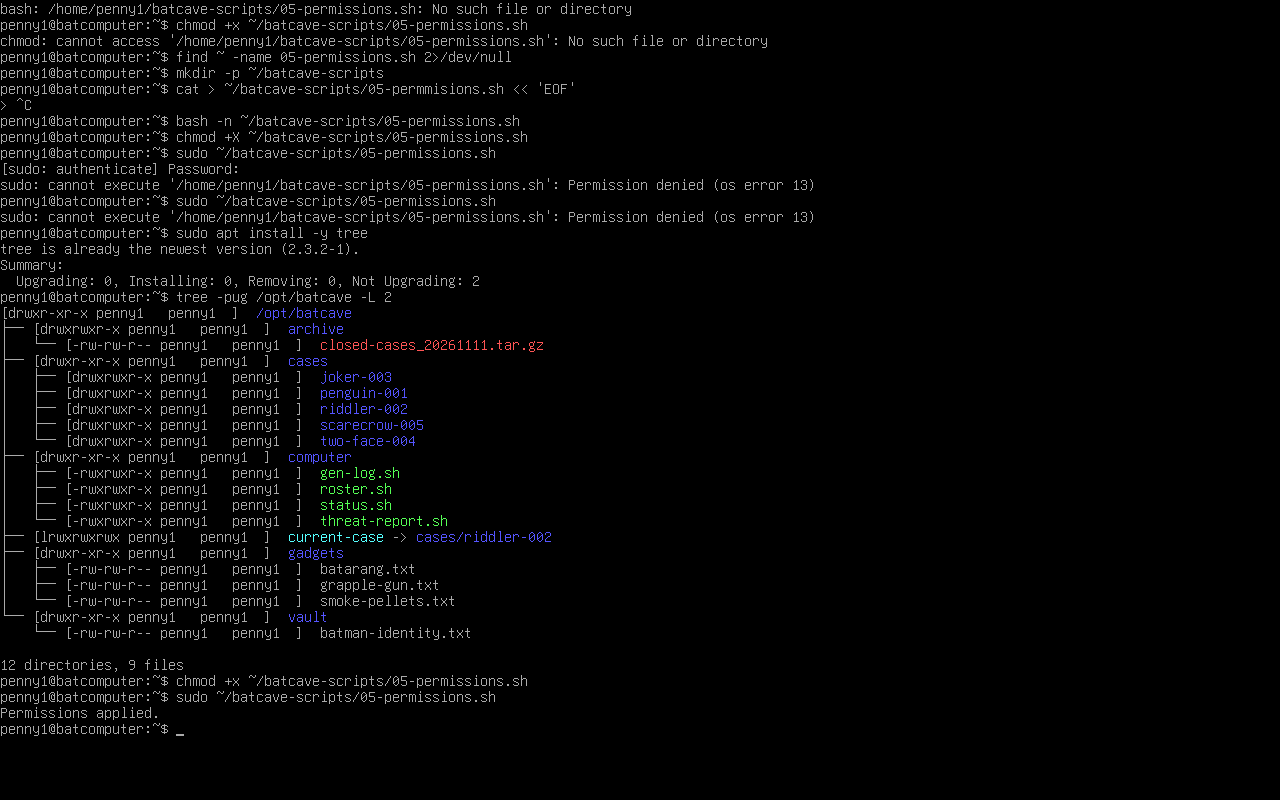 bash: /home/penny1/batcave-scripts/05-permissions.sh: No such file or directory
penny1@batcomputer:~$ chmod +x ~/batcave-scripts/05-permissions.sh
chmod: cannot access '/home/penny1/batcave-scripts/05-permissions.sh': No such file or directory
penny1@batcomputer:~$ find ~ -name 05-permissions.sh 2>/dev/null
penny1@batcomputer:~$ mkdir -p ~/batcave-scripts
penny1@batcomputer:~$ cat > ~/batcave-scripts/05-permmisions.sh << 'EOF'
> ^C
penny1@batcomputer:~$ bash -n ~/batcave-scripts/05-permissions.sh
penny1@batcomputer:~$ chmod +X ~/batcave-scripts/05-permissions.sh
penny1@batcomputer:~$ sudo ~/batcave-scripts/05-permissions.sh
[sudo: authenticate] Password:
sudo: cannot execute '/home/penny1/batcave-scripts/05-permissions.sh': Permission denied (os error 13)
penny1@batcomputer:~$ sudo ~/batcave-scripts/05-permissions.sh
sudo: cannot execute '/home/penny1/batcave-scripts/05-permissions.sh': Permission denied (os error 13)
penny1@batcomputer:~$ sudo apt install -y tree
tree is already the newest version (2.3.2-1).
Summary:
  Upgrading: 0, Installing: 0, Removing: 0, Not Upgrading: 2
penny1@batcomputer:~$ tree -pug /opt/batcave -L 2
[drwxr-xr-x penny1   penny1  ]  /opt/batcave
├── [drwxrwxr-x penny1   penny1  ]  archive
│   └── [-rw-rw-r-- penny1   penny1  ]  closed-cases_20261111.tar.gz
├── [drwxr-xr-x penny1   penny1  ]  cases
│   ├── [drwxrwxr-x penny1   penny1  ]  joker-003
│   ├── [drwxrwxr-x penny1   penny1  ]  penguin-001
│   ├── [drwxrwxr-x penny1   penny1  ]  riddler-002
│   ├── [drwxrwxr-x penny1   penny1  ]  scarecrow-005
│   └── [drwxrwxr-x penny1   penny1  ]  two-face-004
├── [drwxr-xr-x penny1   penny1  ]  computer
│   ├── [-rwxrwxr-x penny1   penny1  ]  gen-log.sh
│   ├── [-rwxrwxr-x penny1   penny1  ]  roster.sh
│   ├── [-rwxrwxr-x penny1   penny1  ]  status.sh
│   └── [-rwxrwxr-x penny1   penny1  ]  threat-report.sh
├── [lrwxrwxrwx penny1   penny1  ]  current-case -> cases/riddler-002
├── [drwxr-xr-x penny1   penny1  ]  gadgets
│   ├── [-rw-rw-r-- penny1   penny1  ]  batarang.txt
│   ├── [-rw-rw-r-- penny1   penny1  ]  grapple-gun.txt
│   └── [-rw-rw-r-- penny1   penny1  ]  smoke-pellets.txt
└── [drwxr-xr-x penny1   penny1  ]  vault
    └── [-rw-rw-r-- penny1   penny1  ]  batman-identity.txt

12 directories, 9 files
penny1@batcomputer:~$ chmod +x ~/batcave-scripts/05-permissions.sh
penny1@batcomputer:~$ sudo ~/batcave-scripts/05-permissions.sh
Permissions applied.
penny1@batcomputer:~$ _